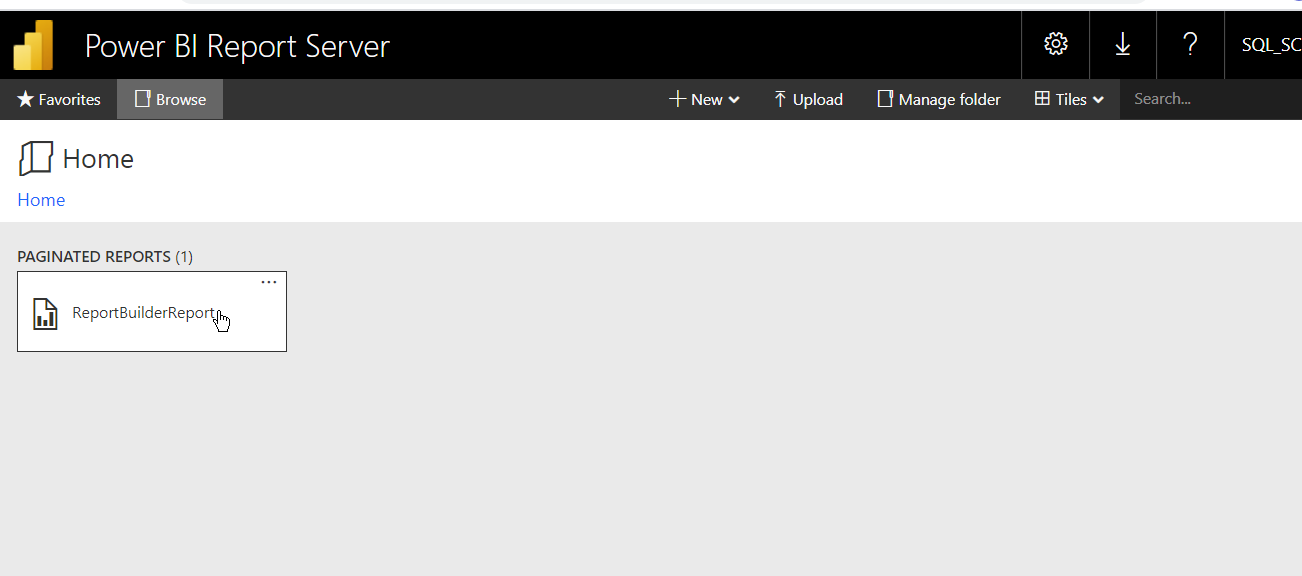 Power BI Report Server
? SQL_SC
Favorites Browse New Upload Manage folder Tiles Search...
Home
Home
PAGINATED REPORTS (1)
...
ReportBuilderReport